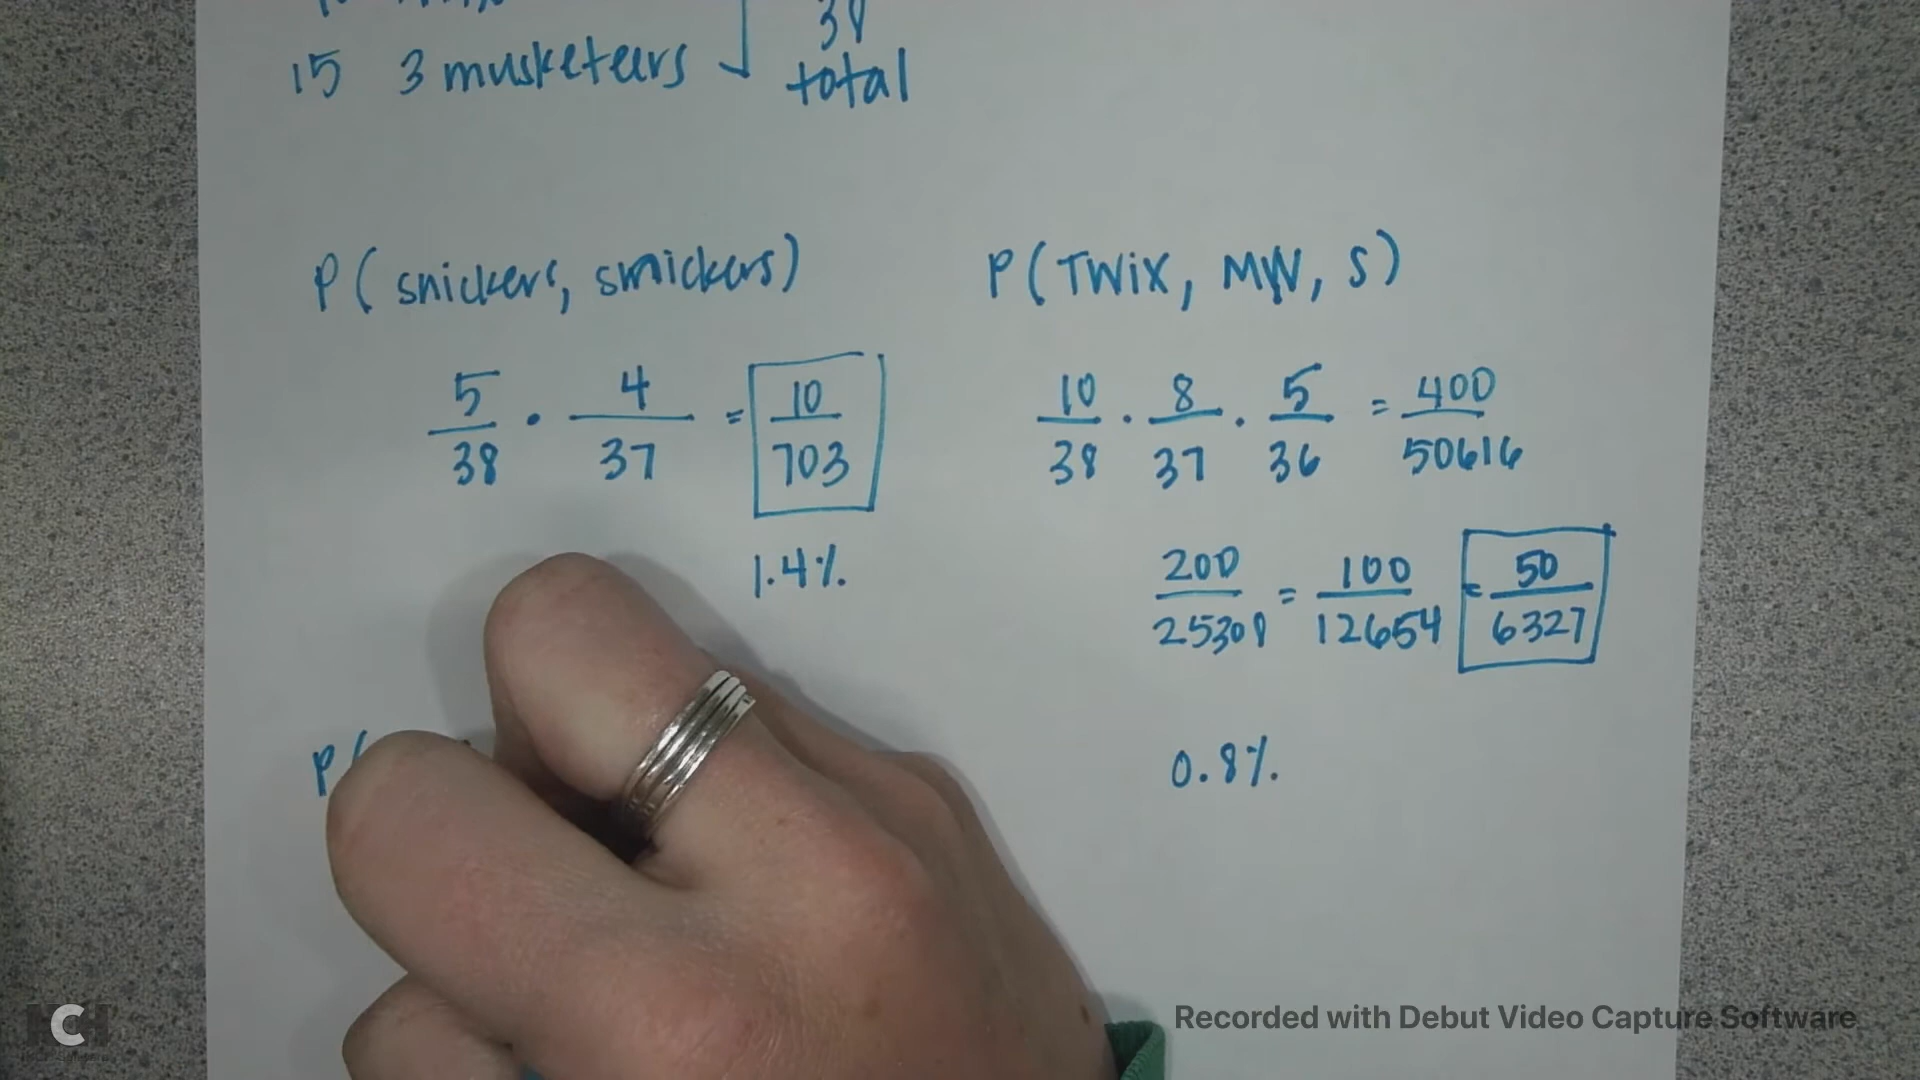 15 3 musketeers
38
total
P(snickers, snickers)
5/38 · 4/37 = 10/703
1.4%
P(TWix, MW, S)
10/38 · 8/37 · 5/36 = 400/50616
200/25308 = 100/12654 = 50/6327
0.8%
P(
HCH
Recorded with Debut Video Capture Software